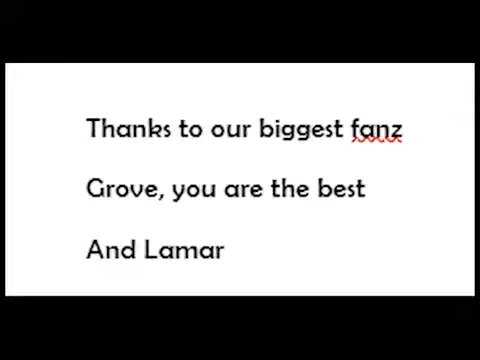 Thanks to our biggest fanz
Grove, you are the best
And Lamar